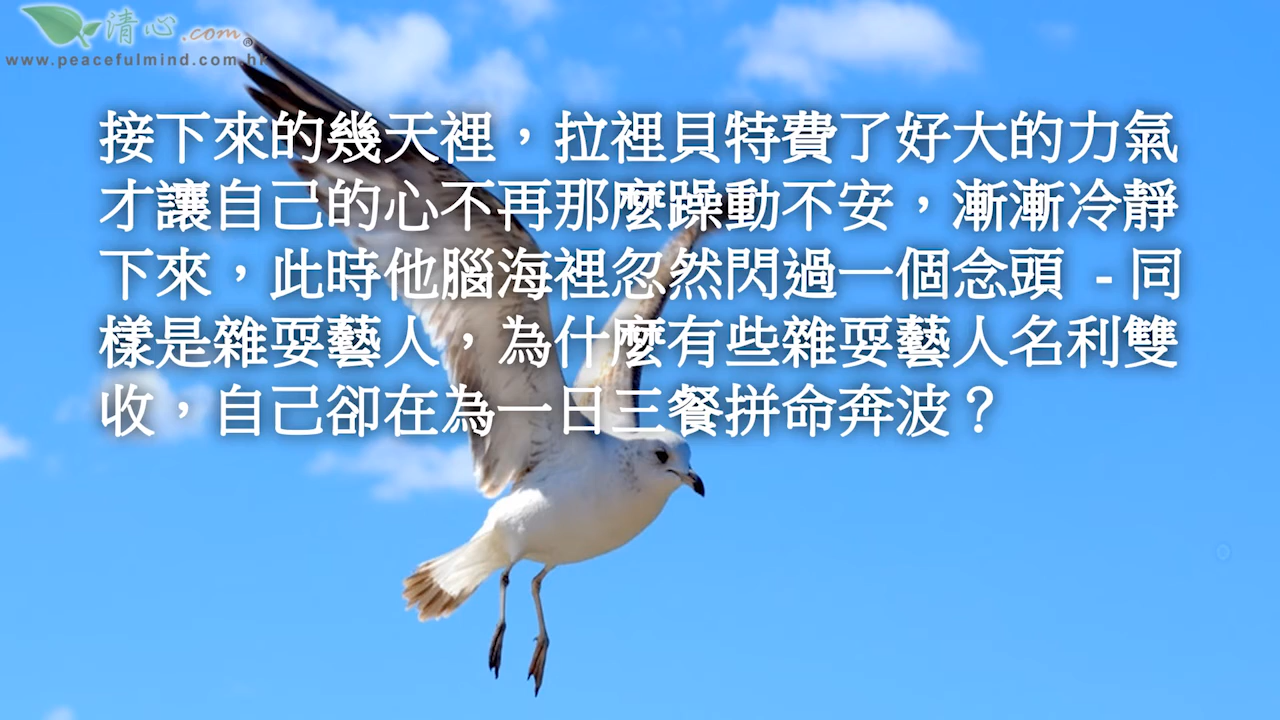 清心.com®
www.peacefulmind.com.hk
接下來的幾天裡，拉裡貝特費了好大的力氣
才讓自己的心不再那麼躁動不安，漸漸冷靜
下來，此時他腦海裡忽然閃過一個念頭 - 同
樣是雜耍藝人，為什麼有些雜耍藝人名利雙
收，自己卻在為一日三餐拼命奔波？